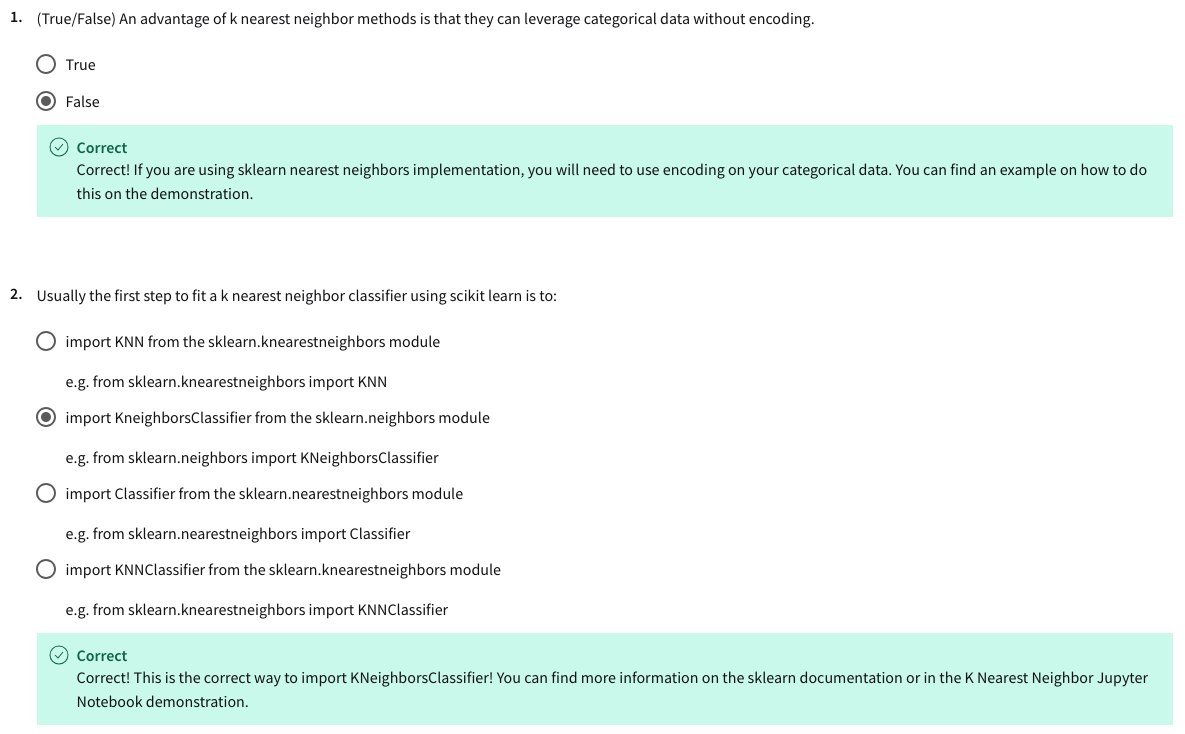 1. (True/False) An advantage of k nearest neighbor methods is that they can leverage categorical data without encoding.
True
False
Correct
Correct! If you are using sklearn nearest neighbors implementation, you will need to use encoding on your categorical data. You can find an example on how to do
this on the demonstration.
2. Usually the first step to fit a k nearest neighbor classifier using scikit learn is to:
import KNN from the sklearn.knearestneighbors module
e.g. from sklearn.knearestneighbors import KNN
import KneighborsClassifier from the sklearn.neighbors module
e.g. from sklearn.neighbors import KNeighborsClassifier
import Classifier from the sklearn.nearestneighbors module
e.g. from sklearn.nearestneighbors import Classifier
import KNNClassifier from the sklearn.knearestneighbors module
e.g. from sklearn.knearestneighbors import KNNClassifier
Correct
Correct! This is the correct way to import KNeighborsClassifier! You can find more information on the sklearn documentation or in the K Nearest Neighbor Jupyter
Notebook demonstration.